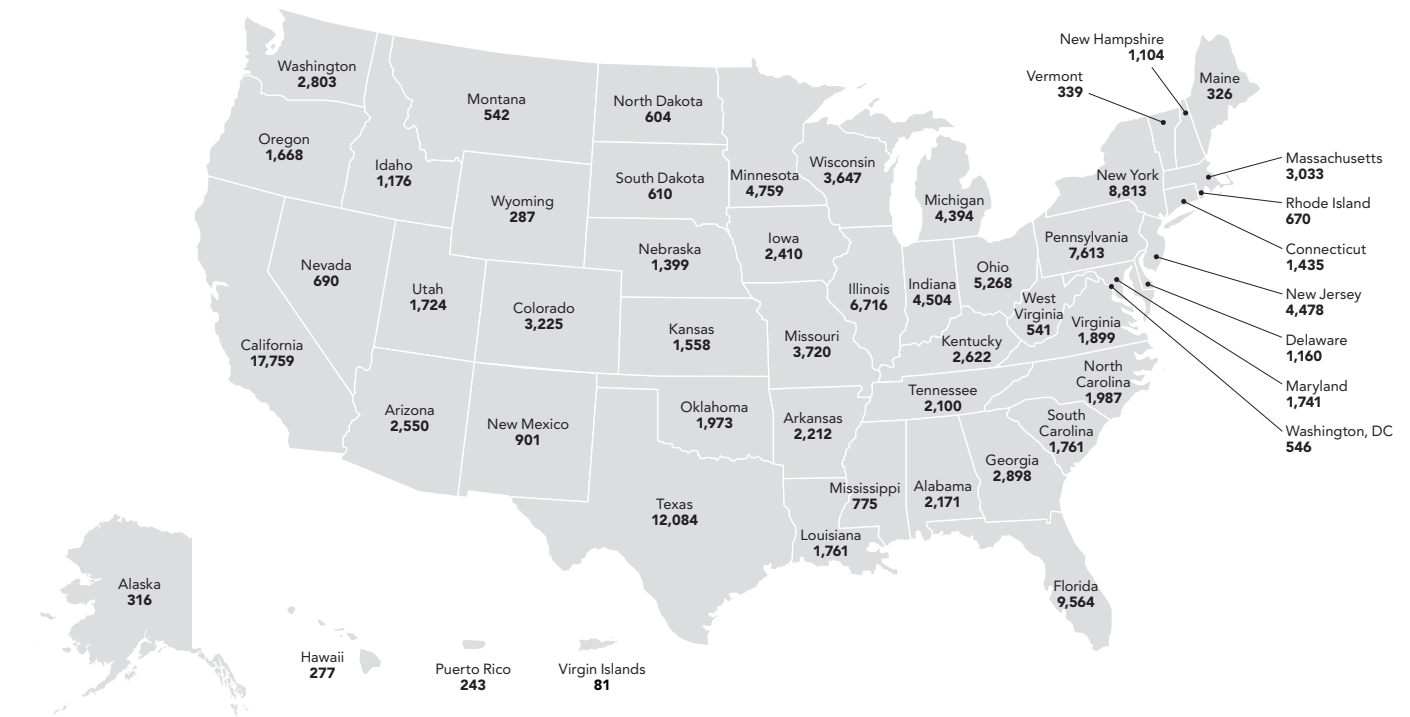 New Hampshire
1,104
Vermont
339
Maine
326
Washington
2,803
Montana
542
North Dakota
604
Oregon
1,668
Idaho
1,176
Wisconsin
3,647
Minnesota
4,759
South Dakota
610
Massachusetts
3,033
New York
8,813
Wyoming
287
Michigan
4,394
Rhode Island
670
Iowa
2,410
Pennsylvania
7,613
Connecticut
1,435
Nebraska
1,399
Nevada
690
Utah
1,724
Illinois
6,716
Indiana
4,504
Ohio
5,268
New Jersey
4,478
Colorado
3,225
West
Virginia
541
Virginia
1,899
Kansas
1,558
Missouri
3,720
Kentucky
2,622
Delaware
1,160
California
17,759
North
Carolina
1,987
Maryland
1,741
Tennessee
2,100
Arizona
2,550
New Mexico
901
Oklahoma
1,973
Arkansas
2,212
South
Carolina
1,761
Washington, DC
546
Georgia
2,898
Mississippi
775
Alabama
2,171
Texas
12,084
Louisiana
1,761
Alaska
316
Florida
9,564
Hawaii
277
Puerto Rico
243
Virgin Islands
81